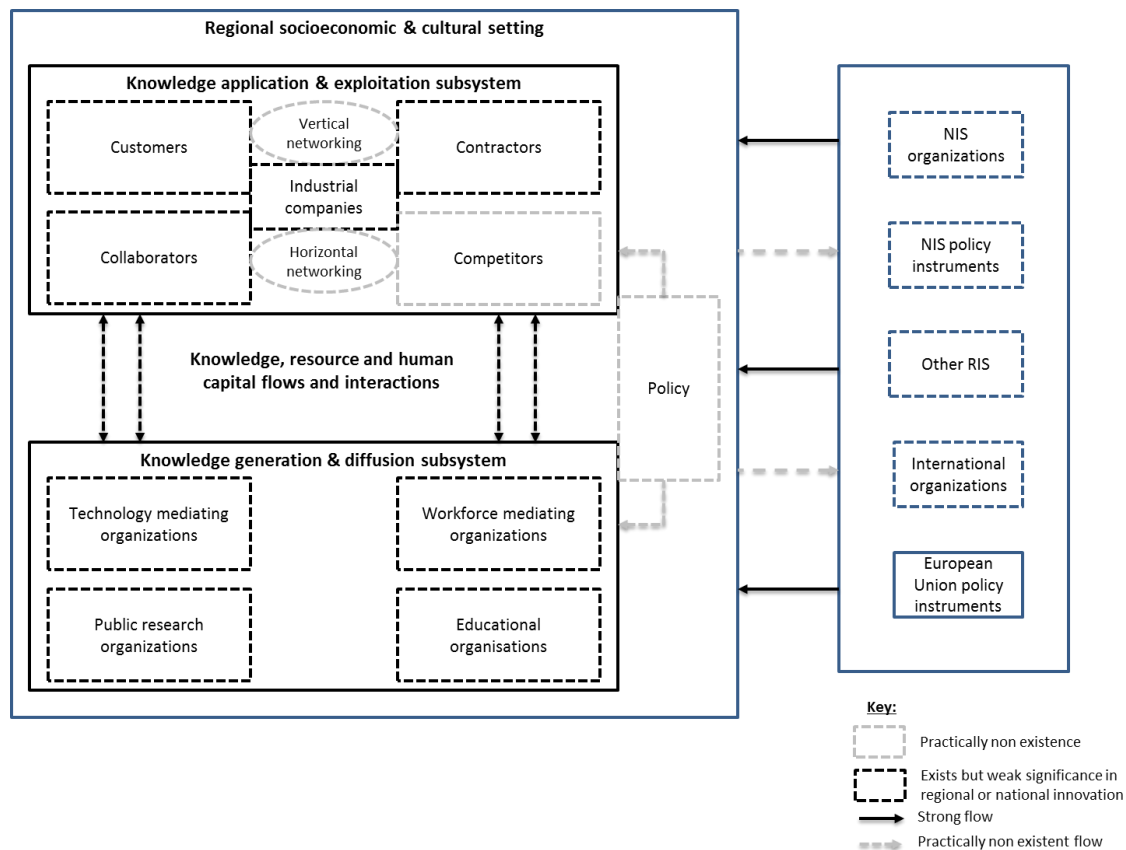 Regional socioeconomic & cultural setting
Knowledge application & exploitation subsystem
Customers
Vertical
networking
Contractors
Industrial
companies
Collaborators
Horizontal
networking
Competitors
Knowledge, resource and human
capital flows and interactions
Policy
Knowledge generation & diffusion subsystem
Technology mediating
organizations
Workforce mediating
organizations
Public research
organizations
Educational
organisations
NIS
organizations
NIS policy
instruments
Other RIS
International
organizations
European
Union policy
instruments
Key:
Practically non existence
Exists but weak significance in
regional or national innovation
Strong flow
Practically non existent flow